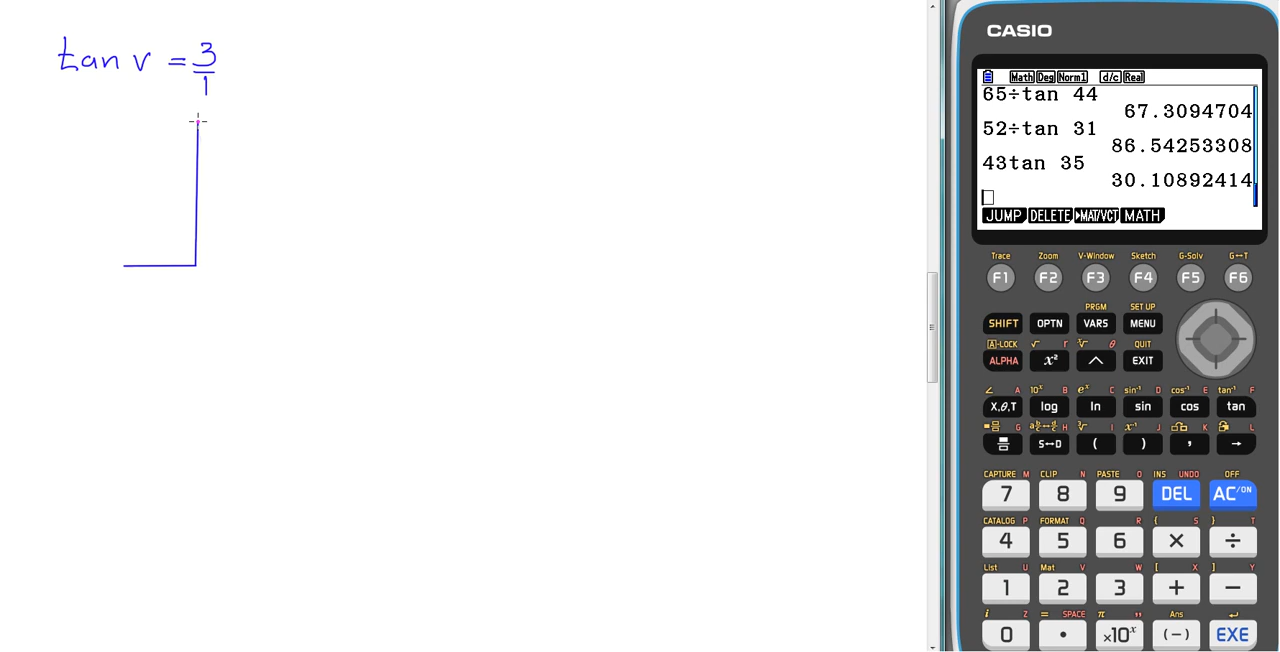 tan v = 3/1
CASIO
Math Deg Norm1 d/c Real
65÷tan 44
67.3094704
52÷tan 31
86.54253308
43tan 35
30.10892414
JUMP DELETE ▶MAT/VCT MATH
Trace Zoom V-Window Sketch G-Solv G↔T
F1 F2 F3 F4 F5 F6
PRGM SET UP
SHIFT OPTN VARS MENU
A-LOCK √ r ∛ θ QUIT
ALPHA x² ^ EXIT
∠ A 10ˣ B eˣ C sin⁻¹ D cos⁻¹ E tan⁻¹ F
X,θ,T log ln sin cos tan
G H I x⁻¹ J K L
S↔D ( ) , →
CAPTURE M CLIP N PASTE O INS UNDO OFF
7 8 9 DEL AC/ON
CATALOG P FORMAT Q R { S } T
4 5 6 × ÷
List U Mat V W [ X ] Y
1 2 3 + −
i Z = SPACE π " Ans ↵
0 • ×10ˣ (−) EXE